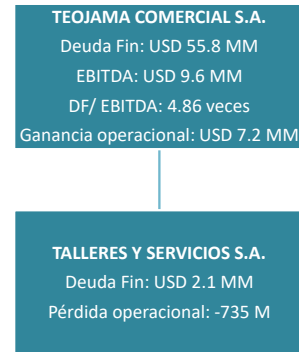 TEOJAMA COMERCIAL S.A.
Deuda Fin: USD 55.8 MM
EBITDA: USD 9.6 MM
DF/ EBITDA: 4.86 veces
Ganancia operacional: USD 7.2 MM
TALLERES Y SERVICIOS S.A.
Deuda Fin: USD 2.1 MM
Pérdida operacional: -735 M